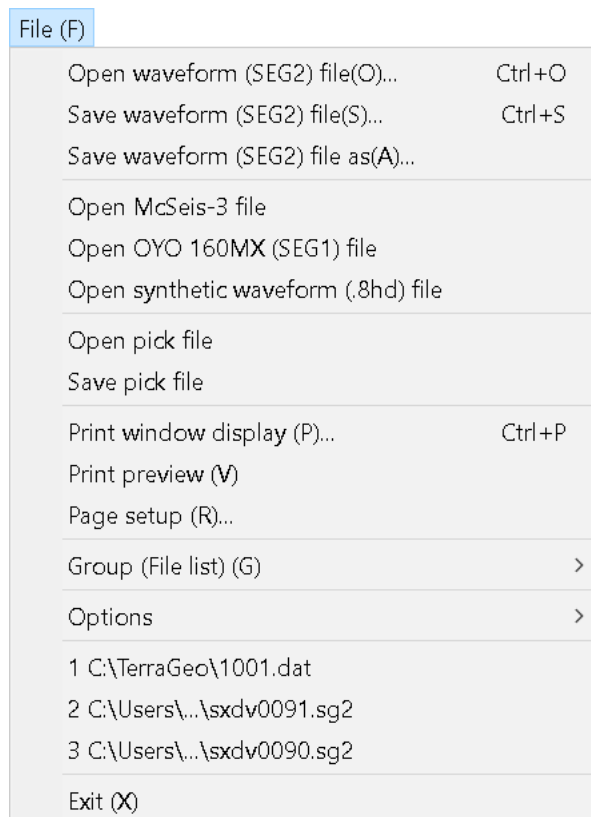 File (F)
Open waveform (SEG2) file(O)... Ctrl+O
Save waveform (SEG2) file(S)... Ctrl+S
Save waveform (SEG2) file as(A)...
Open McSeis-3 file
Open OYO 160MX (SEG1) file
Open synthetic waveform (.8hd) file
Open pick file
Save pick file
Print window display (P)... Ctrl+P
Print preview (V)
Page setup (R)...
Group (File list) (G) >
Options >
1 C:\TerraGeo\1001.dat
2 C:\Users\...\sxdv0091.sg2
3 C:\Users\...\sxdv0090.sg2
Exit (X)